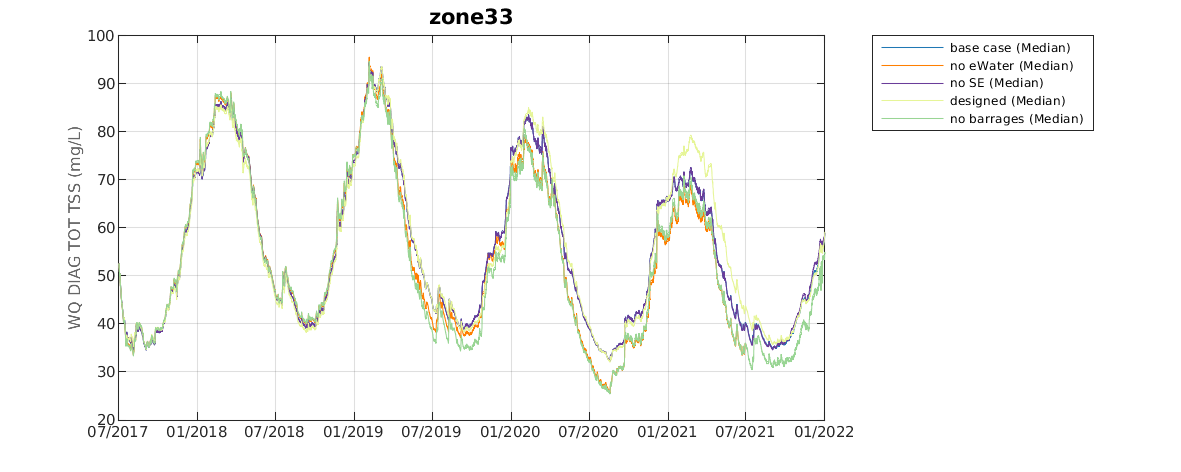 zone33
WQ DIAG TOT TSS (mg/L)
100
90
80
70
60
50
40
30
20
07/2017 01/2018 07/2018 01/2019 07/2019 01/2020 07/2020 01/2021 07/2021 01/2022
base case (Median)
no eWater (Median)
no SE (Median)
designed (Median)
no barrages (Median)